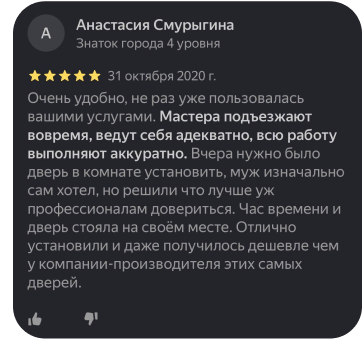 А
Анастасия Смурыгина
Знаток города 4 уровня
31 октября 2020 г.
Очень удобно, не раз уже пользовалась
вашими услугами. Мастера подъезжают
вовремя, ведут себя адекватно, всю работу
выполняют аккуратно. Вчера нужно было
дверь в комнате установить, муж изначально
сам хотел, но решили что лучше уж
профессионалам довериться. Час времени и
дверь стояла на своём месте. Отлично
установили и даже получилось дешевле чем
у компании-производителя этих самых
дверей.